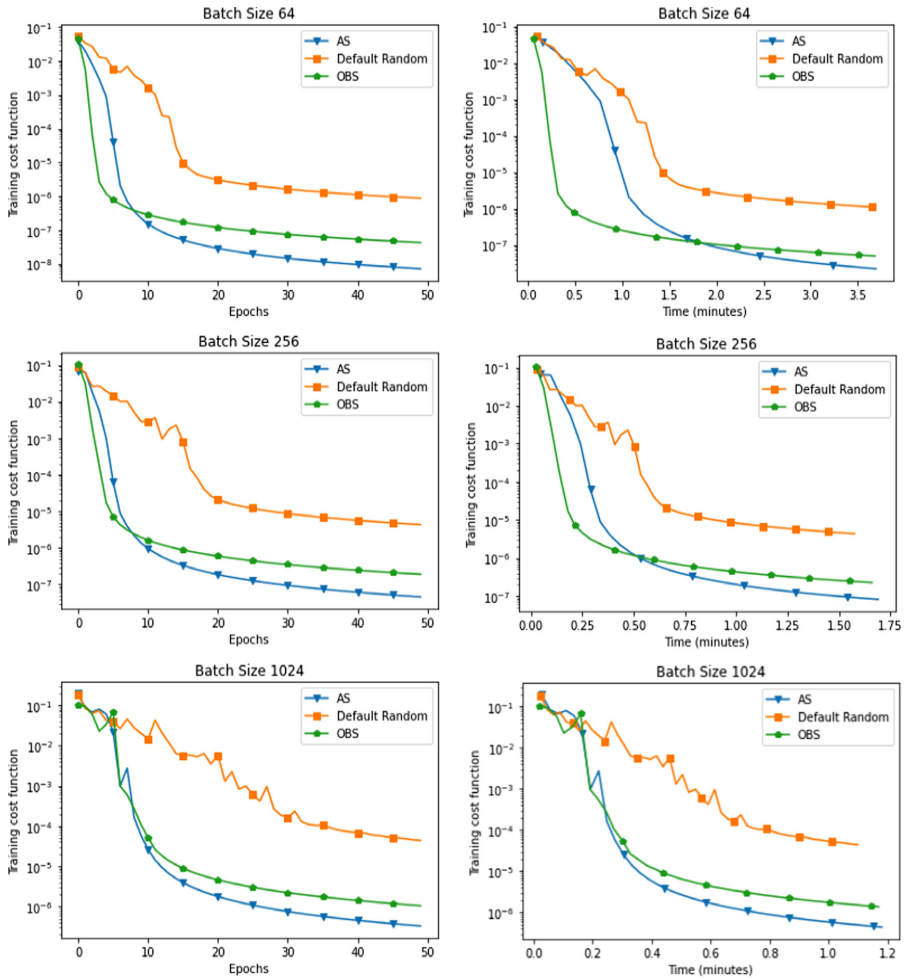 Batch Size 64
Training cost function
10⁻¹
10⁻²
10⁻³
10⁻⁴
10⁻⁵
10⁻⁶
10⁻⁷
10⁻⁸
AS
Default Random
OBS
0 10 20 30 40 50
Epochs
Batch Size 64
Training cost function
10⁻¹
10⁻²
10⁻³
10⁻⁴
10⁻⁵
10⁻⁶
10⁻⁷
AS
Default Random
OBS
0.0 0.5 1.0 1.5 2.0 2.5 3.0 3.5
Time (minutes)
Batch Size 256
Training cost function
10⁻¹
10⁻²
10⁻³
10⁻⁴
10⁻⁵
10⁻⁶
10⁻⁷
AS
Default Random
OBS
0 10 20 30 40 50
Epochs
Batch Size 256
Training cost function
10⁻¹
10⁻²
10⁻³
10⁻⁴
10⁻⁵
10⁻⁶
10⁻⁷
AS
Default Random
OBS
0.00 0.25 0.50 0.75 1.00 1.25 1.50 1.75
Time (minutes)
Batch Size 1024
Training cost function
10⁻¹
10⁻²
10⁻³
10⁻⁴
10⁻⁵
10⁻⁶
AS
Default Random
OBS
0 10 20 30 40 50
Epochs
Batch Size 1024
Training cost function
10⁻¹
10⁻²
10⁻³
10⁻⁴
10⁻⁵
10⁻⁶
AS
Default Random
OBS
0.0 0.2 0.4 0.6 0.8 1.0 1.2
Time (minutes)